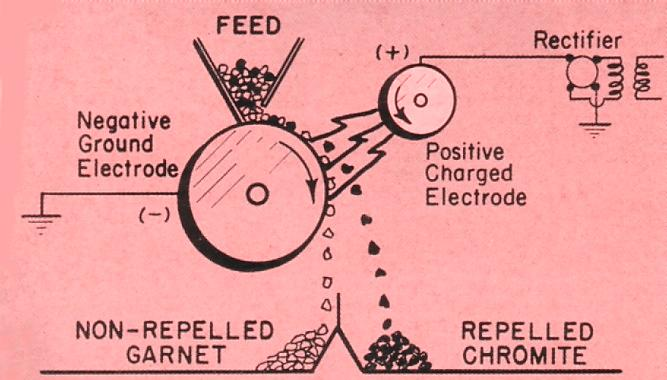 FEED
(+)
Rectifier
Negative
Ground
Electrode
(-)
Positive
Charged
Electrode
NON-REPELLED
GARNET
REPELLED
CHROMITE